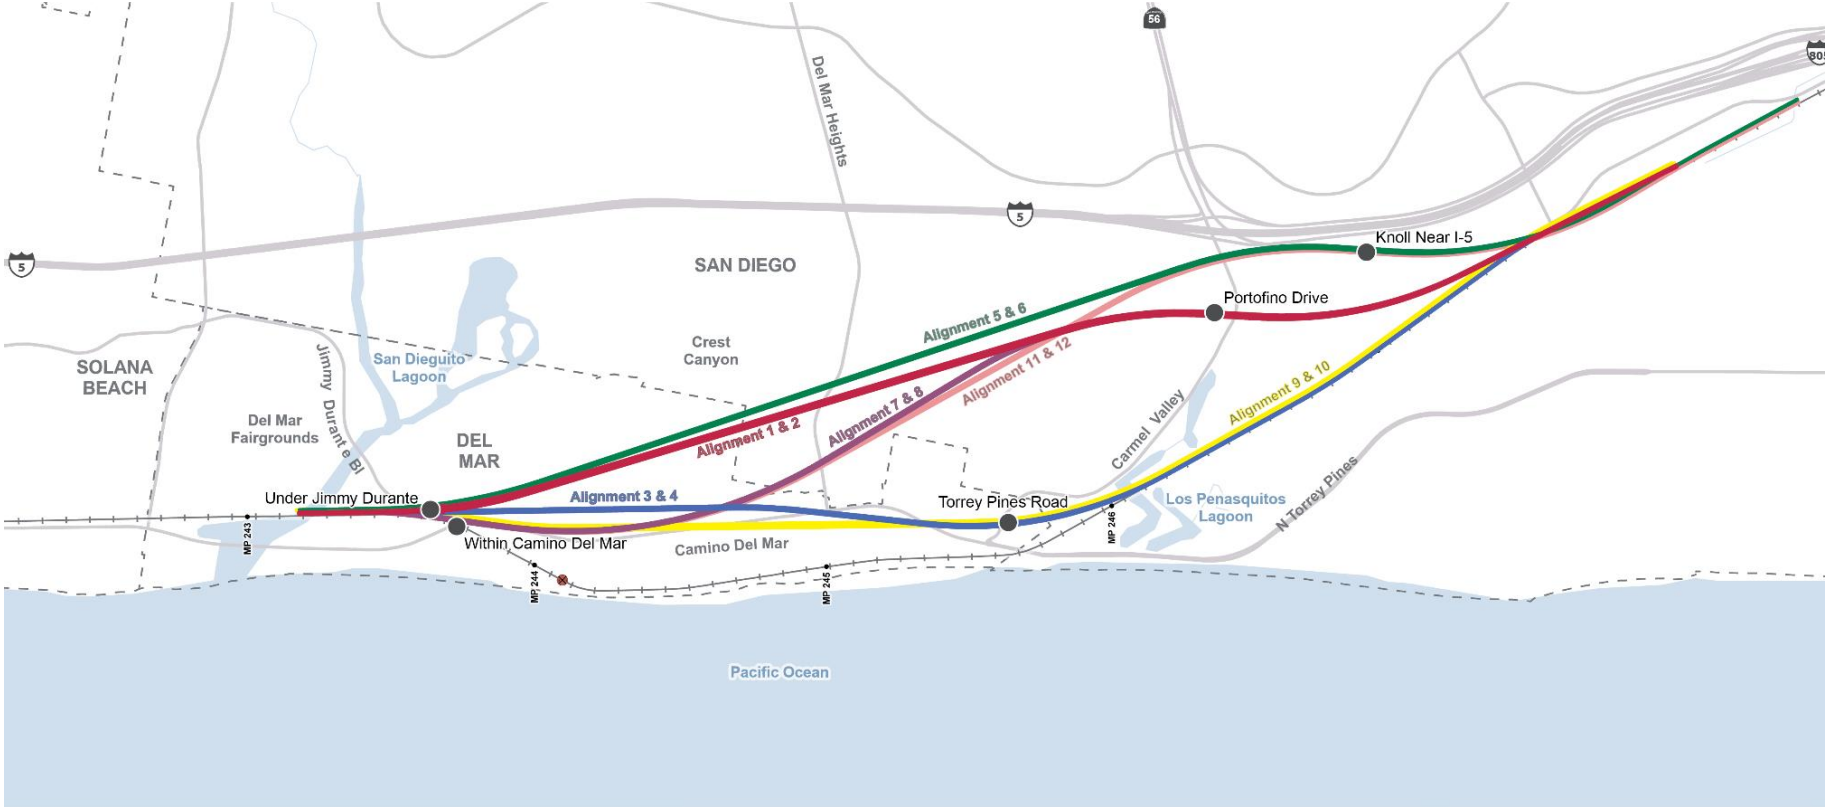 56
805
Del Mar Heights
5
5
Knoll Near I-5
SAN DIEGO
Portofino Drive
Alignment 5 & 6
Crest
Canyon
SOLANA
BEACH
San Dieguito
Lagoon
Jimmy Durante Bl
Alignment 11 & 12
Alignment 9 & 10
Alignment 7 & 8
Del Mar
Fairgrounds
DEL
MAR
Alignment 1 & 2
Carmel Valley
Under Jimmy Durante
Alignment 3 & 4
Torrey Pines Road
Los Penasquitos
Lagoon
N Torrey Pines
MP 243
Within Camino Del Mar
Camino Del Mar
MP 246
MP 244
MP 245
Pacific Ocean